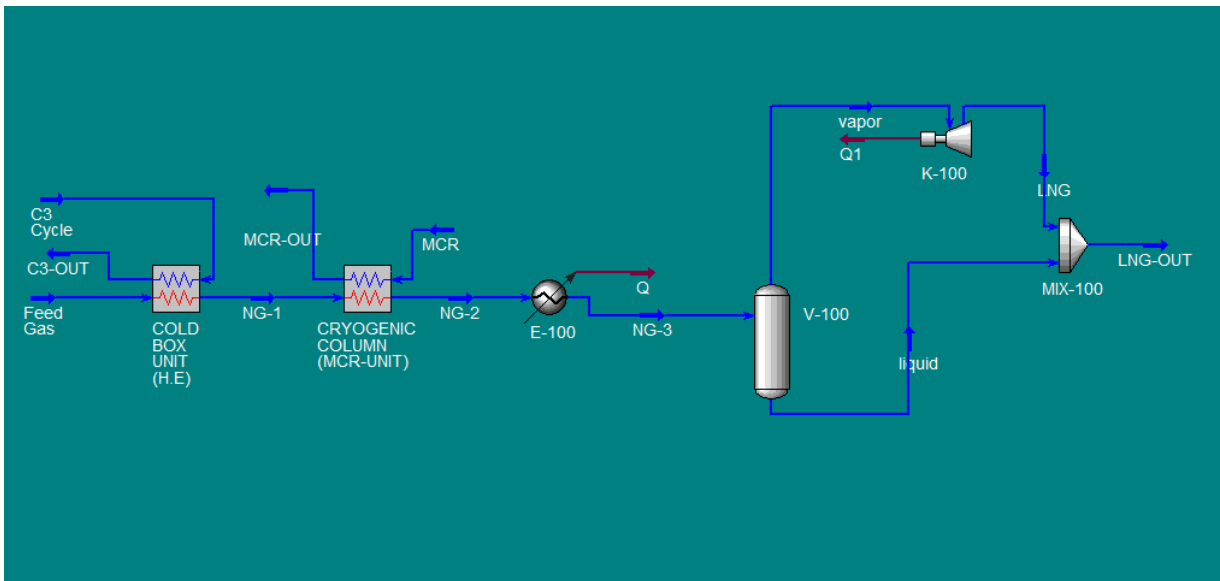 vapor
Q1
K-100
LNG
C3
Cycle
MCR-OUT
MCR
C3-OUT
LNG-OUT
MIX-100
Feed
Gas
NG-1
NG-2
Q
E-100
NG-3
V-100
COLD
BOX
UNIT
(H.E)
CRYOGENIC
COLUMN
(MCR-UNIT)
liquid